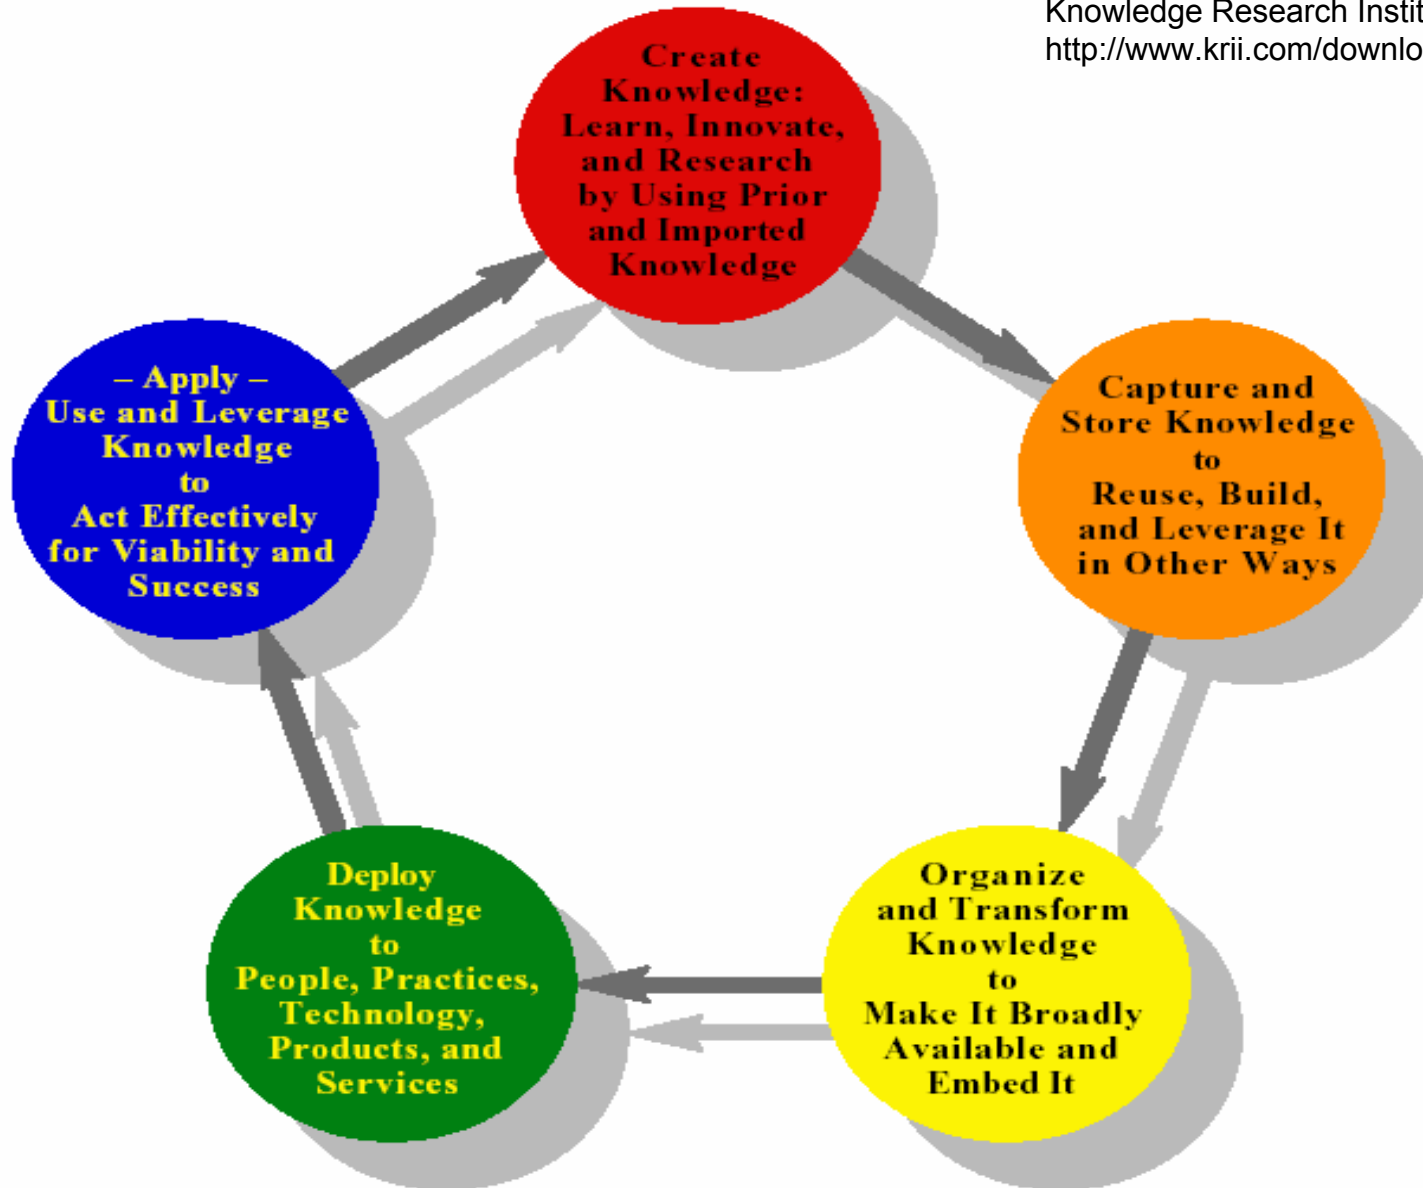 Knowledge Research Instit
http://www.krii.com/downlo
Create
Knowledge:
Learn, Innovate,
and Research
by Using Prior
and Imported
Knowledge
Capture and
Store Knowledge
to
Reuse, Build,
and Leverage It
in Other Ways
Organize
and Transform
Knowledge
to
Make It Broadly
Available and
Embed It
Deploy
Knowledge
to
People, Practices,
Technology,
Products, and
Services
– Apply –
Use and Leverage
Knowledge
to
Act Effectively
for Viability and
Success